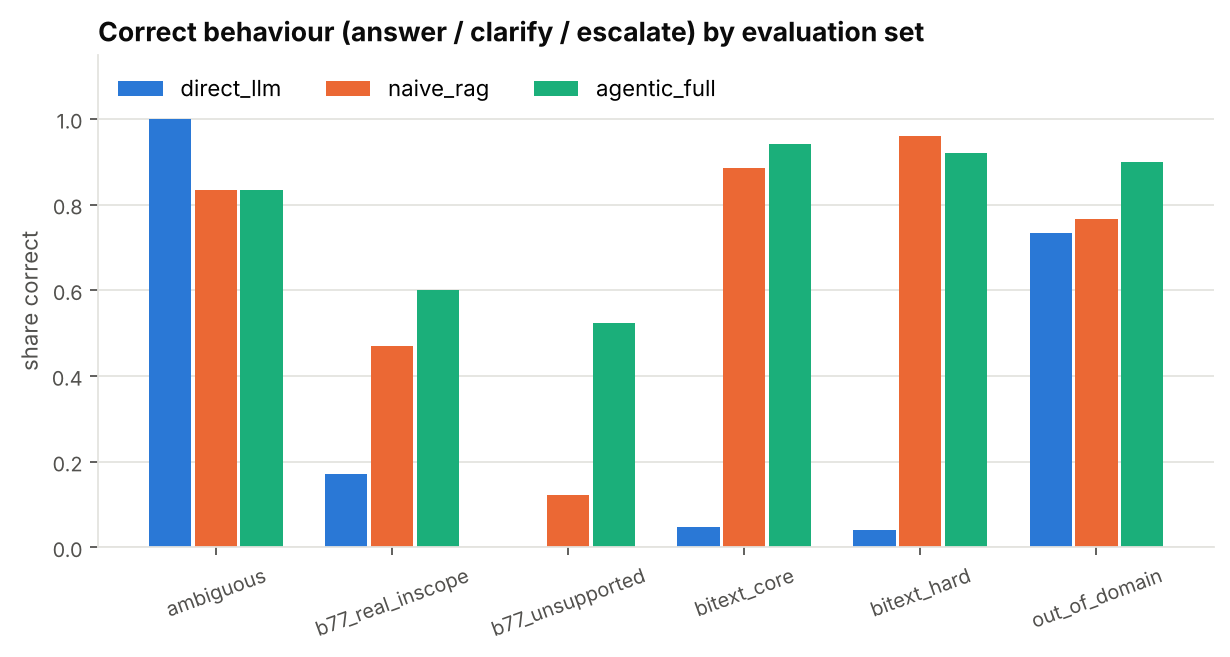 Correct behaviour (answer / clarify / escalate) by evaluation set
direct_llm naive_rag agentic_full
share correct
1.0
0.8
0.6
0.4
0.2
0.0
ambiguous b77_real_inscope b77_unsupported bitext_core bitext_hard out_of_domain